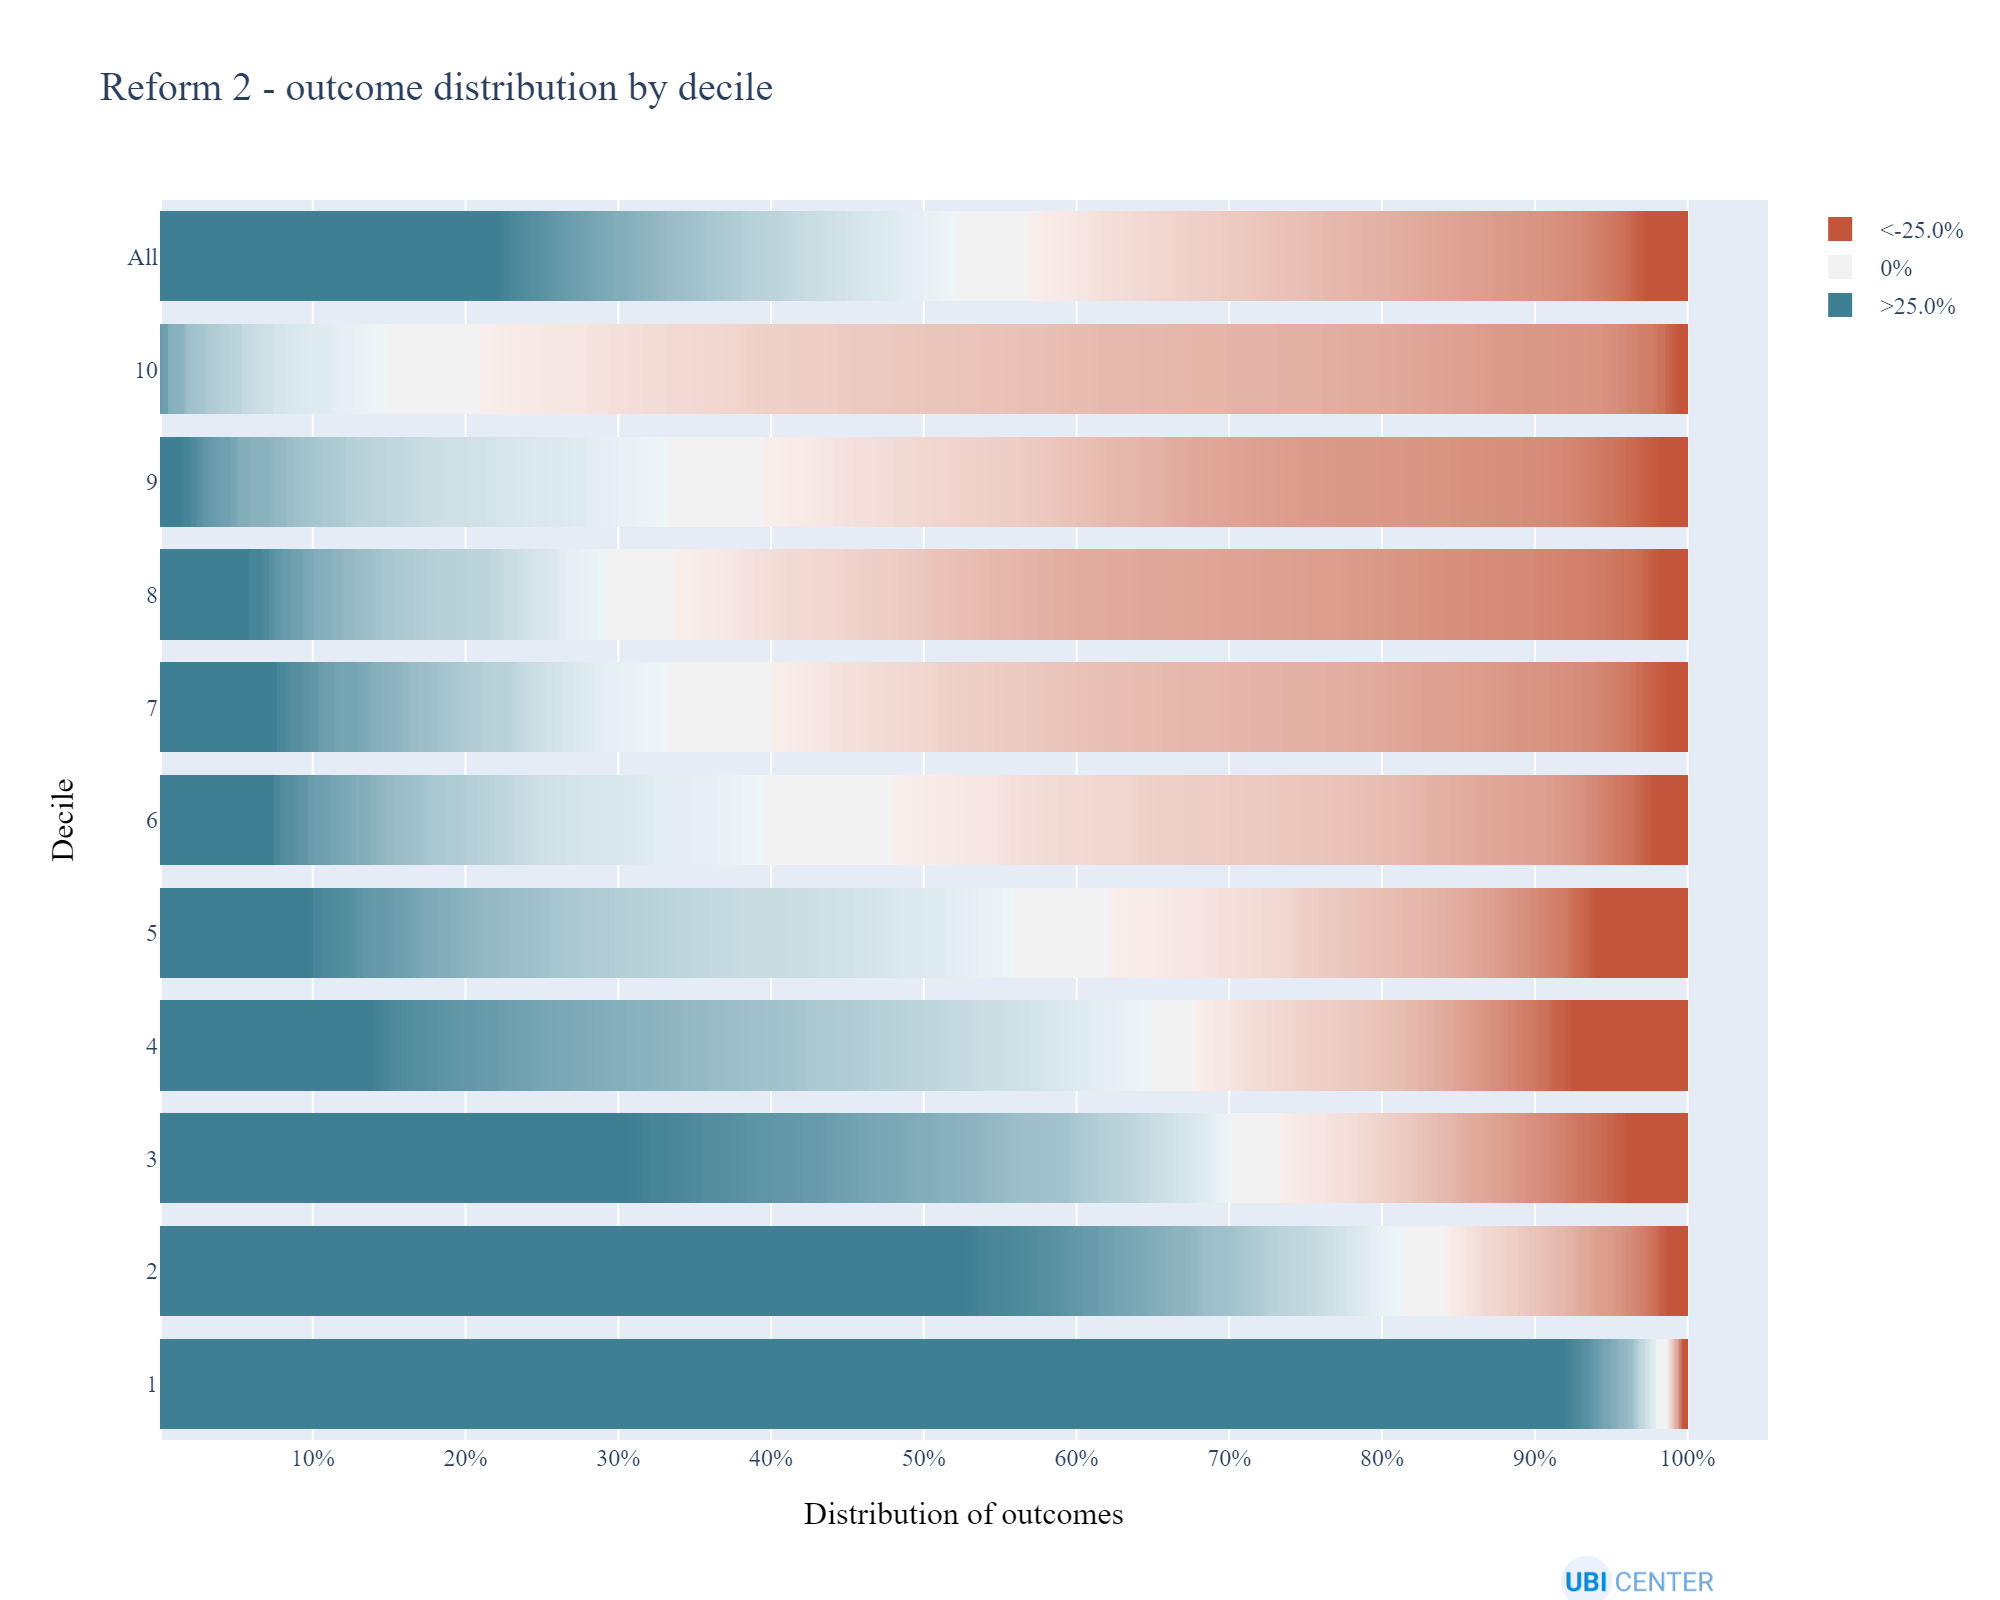 Reform 2 - outcome distribution by decile
<-25.0%
0%
>25.0%
Decile
All
10
9
8
7
6
5
4
3
2
1
10% 20% 30% 40% 50% 60% 70% 80% 90% 100%
Distribution of outcomes
UBI CENTER